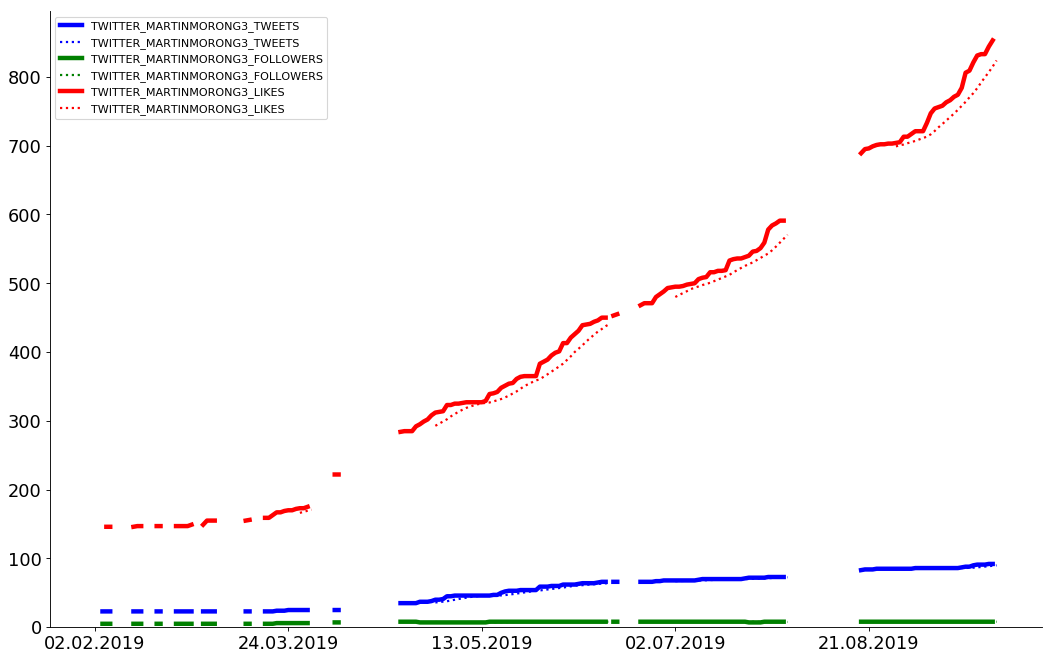 TWITTER_MARTINMORONG3_TWEETS
TWITTER_MARTINMORONG3_TWEETS
TWITTER_MARTINMORONG3_FOLLOWERS
TWITTER_MARTINMORONG3_FOLLOWERS
TWITTER_MARTINMORONG3_LIKES
TWITTER_MARTINMORONG3_LIKES
800
700
600
500
400
300
200
100
0
02.02.2019 24.03.2019 13.05.2019 02.07.2019 21.08.2019